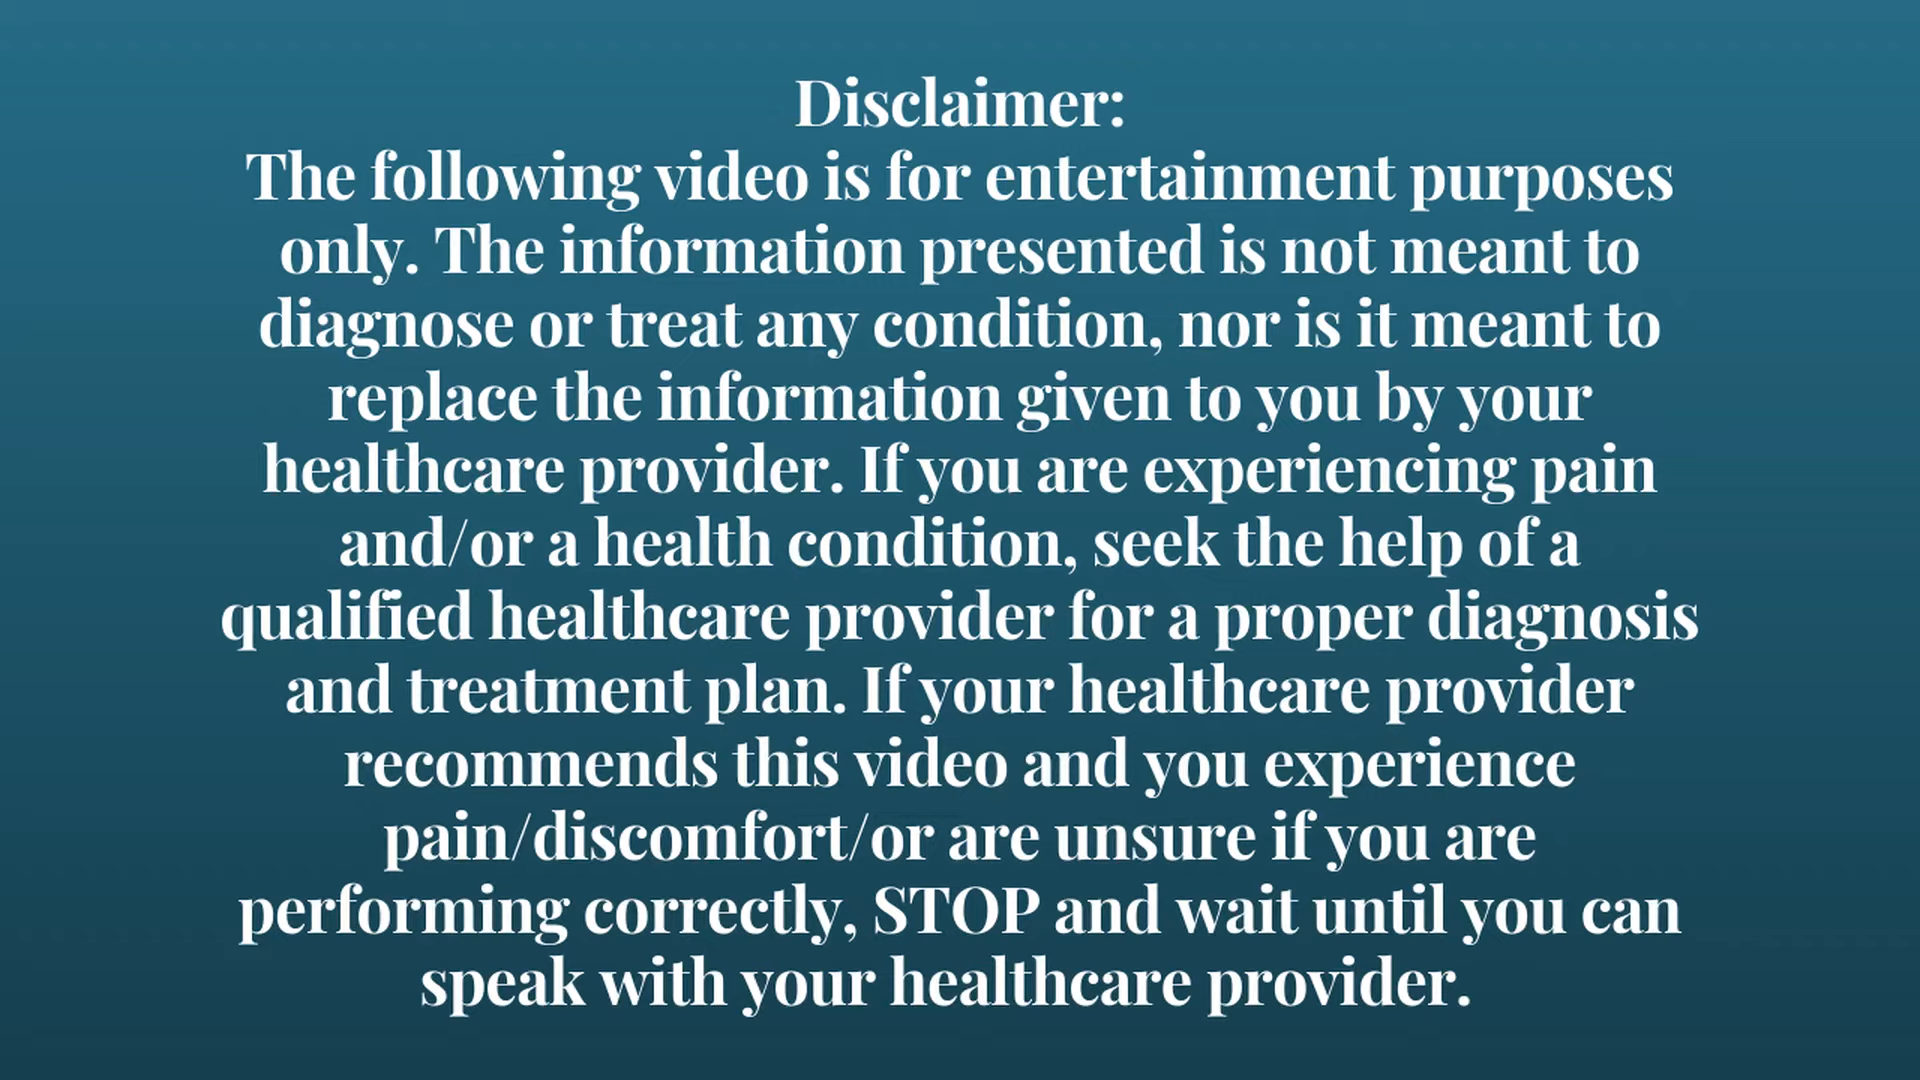 Disclaimer:
The following video is for entertainment purposes
only. The information presented is not meant to
diagnose or treat any condition, nor is it meant to
replace the information given to you by your
healthcare provider. If you are experiencing pain
and/or a health condition, seek the help of a
qualified healthcare provider for a proper diagnosis
and treatment plan. If your healthcare provider
recommends this video and you experience
pain/discomfort/or are unsure if you are
performing correctly, STOP and wait until you can
speak with your healthcare provider.